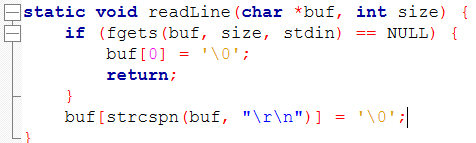 static void readLine(char *buf, int size) {
    if (fgets(buf, size, stdin) == NULL) {
        buf[0] = '\0';
        return;
    }
    buf[strcspn(buf, "\r\n")] = '\0';
}